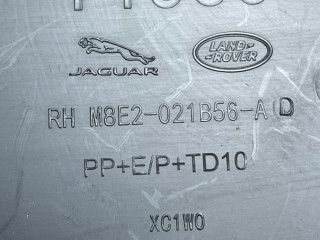 JAGUAR
LAND-
ROVER
RH M8E2-021B56-A D
PP+E/P+TD10
XC1W0